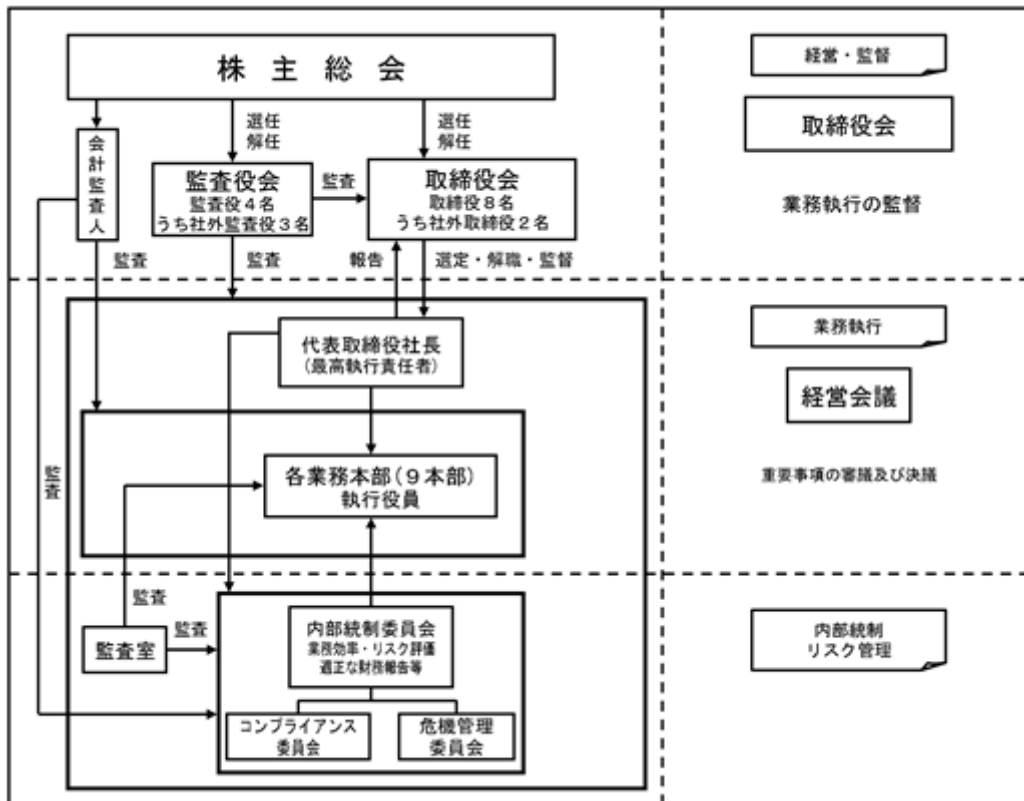 株主総会
経営・監督
取締役会
業務執行の監督
選任
解任
選任
解任
会計監査人
監査役会
監査役4名
うち社外監査役3名
監査
取締役会
取締役8名
うち社外取締役2名
監査
監査
報告
選定・解職・監督
代表取締役社長
(最高執行責任者)
業務執行
経営会議
重要事項の審議及び決議
監査
各業務本部(9本部)
執行役員
監査
監査
監査室
内部統制委員会
業務効率・リスク評価
適正な財務報告等
コンプライアンス
委員会
危機管理
委員会
内部統制
リスク管理